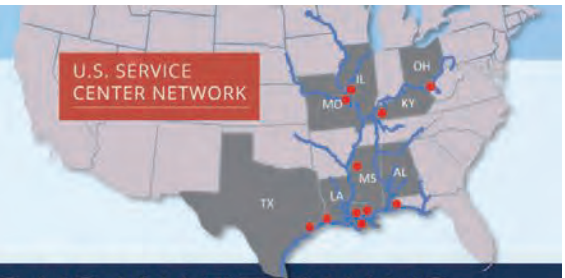 U.S. SERVICE
CENTER NETWORK
OH
IL
MO
KY
MS
AL
LA
TX